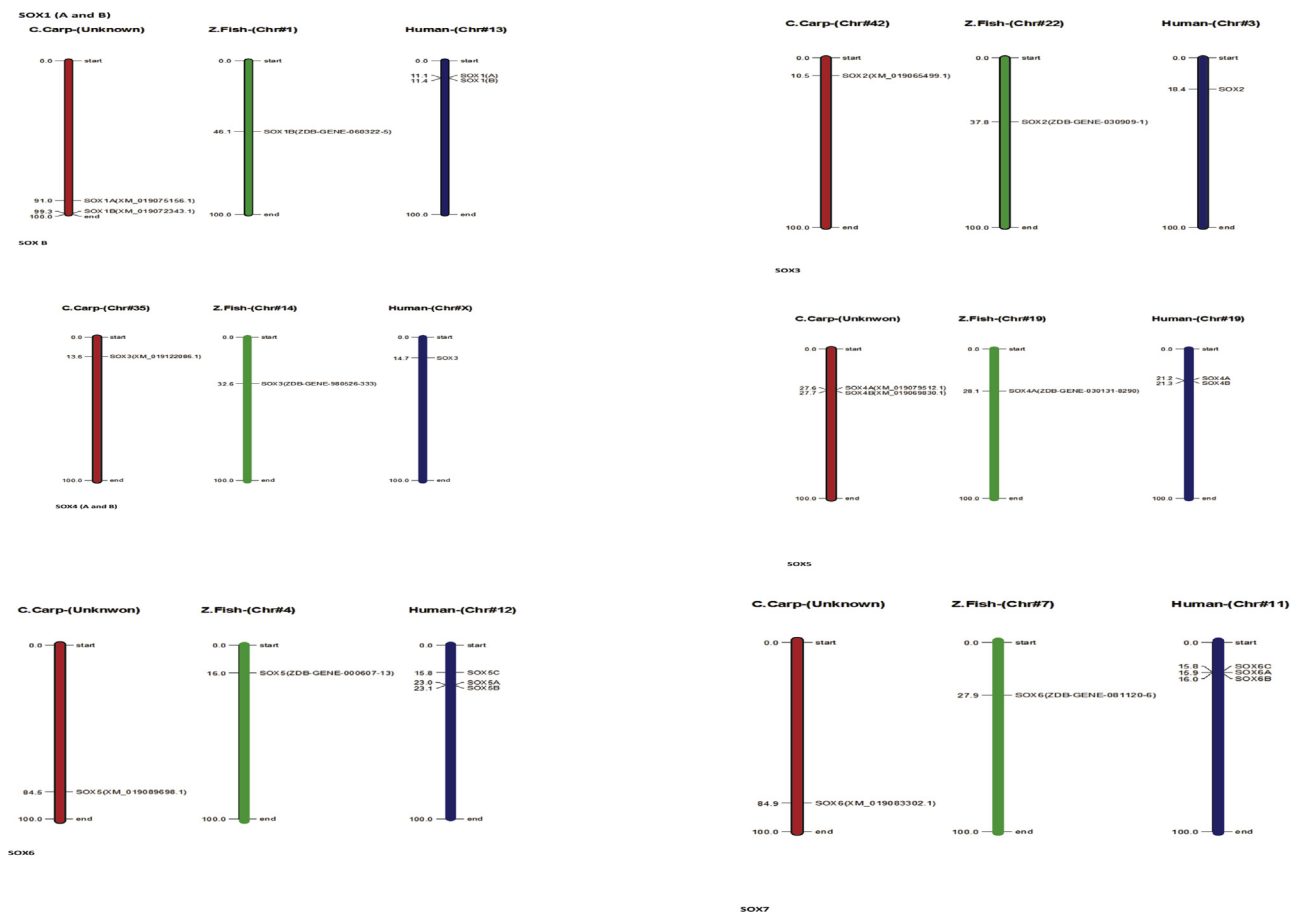 SOX1 (A and B)
C.Carp-(Unknown) Z.Fish-(Chr#1) Human-(Chr#13)
0.0 start 0.0 start 0.0 start
11.1 SOX1(A)
11.4 SOX1(B)
46.1 SOX1B(ZDB-GENE-060322-5)
91.0 SOX1A(XM_019075156.1)
99.3 SOX1B(XM_019072343.1)
100.0 end 100.0 end 100.0 end
SOX B
C.Carp-(Chr#42) Z.Fish-(Chr#22) Human-(Chr#3)
0.0 start 0.0 start 0.0 start
10.5 SOX2(XM_019065499.1)
18.4 SOX2
37.8 SOX2(ZDB-GENE-030909-1)
100.0 end 100.0 end 100.0 end
SOX3
C.Carp-(Chr#35) Z.Fish-(Chr#14) Human-(Chr#X)
0.0 start 0.0 start 0.0 start
13.6 SOX3(XM_019122086.1) 14.7 SOX3
32.6 SOX3(ZDB-GENE-980526-333)
100.0 end 100.0 end 100.0 end
SOX4 (A and B)
C.Carp-(Unknwon) Z.Fish-(Chr#19) Human-(Chr#19)
0.0 start 0.0 start 0.0 start
21.2 SOX4A
21.3 SOX4B
27.6 SOX4A(XM_019079512.1)
27.7 SOX4B(XM_019069830.1) 28.1 SOX4A(ZDB-GENE-030131-8290)
100.0 end 100.0 end 100.0 end
SOX5
C.Carp-(Unknwon) Z.Fish-(Chr#4) Human-(Chr#12)
0.0 start 0.0 start 0.0 start
16.0 SOX5(ZDB-GENE-000607-13) 15.8 SOX5C
23.0 SOX5A
23.1 SOX5B
84.5 SOX5(XM_019089698.1)
100.0 end 100.0 end 100.0 end
SOX6
C.Carp-(Unknown) Z.Fish-(Chr#7) Human-(Chr#11)
0.0 start 0.0 start 0.0 start
15.8 SOX6C
15.9 SOX6A
16.0 SOX6B
27.9 SOX6(ZDB-GENE-081120-6)
84.9 SOX6(XM_019083302.1)
100.0 end 100.0 end 100.0 end
SOX7